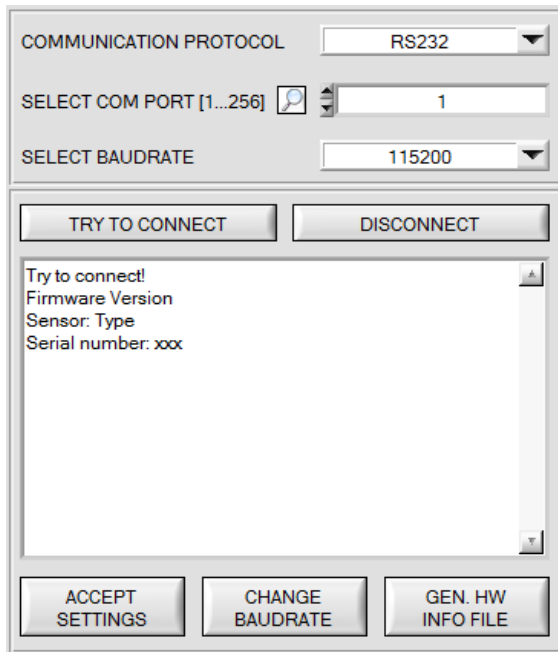 COMMUNICATION PROTOCOL RS232
SELECT COM PORT [1...256] 1
SELECT BAUDRATE 115200
TRY TO CONNECT DISCONNECT
Try to connect!
Firmware Version
Sensor: Type
Serial number: xxx
ACCEPT SETTINGS
CHANGE BAUDRATE
GEN. HW INFO FILE